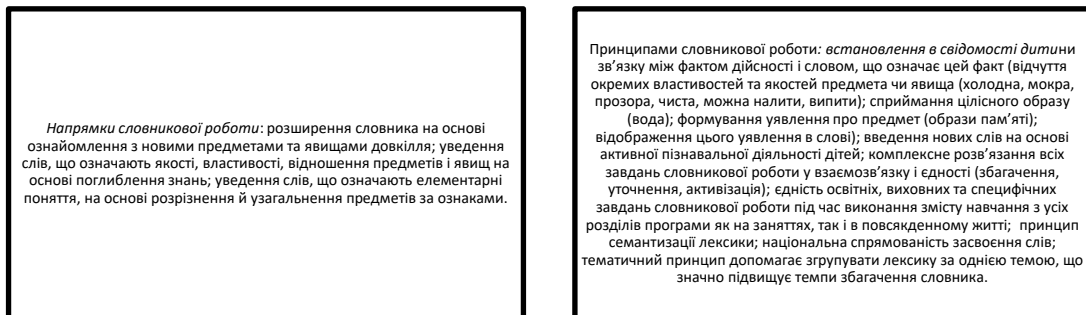 Напрямки словникової роботи: розширення словника на основі
ознайомлення з новими предметами та явищами довкілля; уведення
слів, що означають якості, властивості, відношення предметів і явищ на
основі поглиблення знань; уведення слів, що означають елементарні
поняття, на основі розрізнення й узагальнення предметів за ознаками.
Принципами словникової роботи: встановлення в свідомості дитини
зв’язку між фактом дійсності і словом, що означає цей факт (відчуття
окремих властивостей та якостей предмета чи явища (холодна, мокра,
прозора, чиста, можна налити, випити); сприймання цілісного образу
(вода); формування уявлення про предмет (образи пам’яті);
відображення цього уявлення в слові); введення нових слів на основі
активної пізнавальної діяльності дітей; комплексне розв’язання всіх
завдань словникової роботи у взаємозв’язку і єдності (збагачення,
уточнення, активізація); єдність освітніх, виховних та специфічних
завдань словникової роботи під час виконання змісту навчання з усіх
розділів програми як на заняттях, так і в повсякденному житті; принцип
семантизації лексики; національна спрямованість засвоєння слів;
тематичний принцип допомагає згрупувати лексику за однією темою, що
значно підвищує темпи збагачення словника.